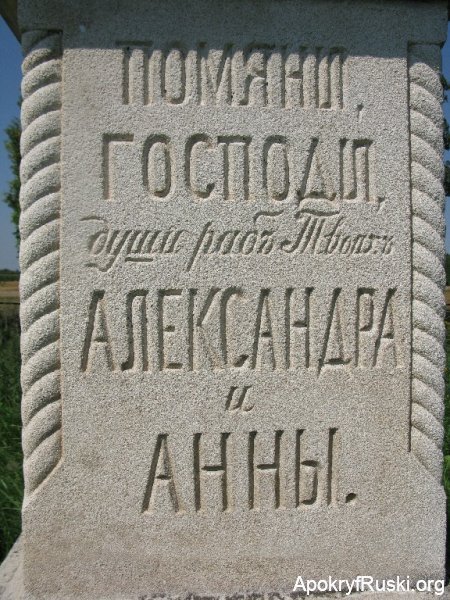 ПОМЯНИ,
ГОСПОДИ,
души рабъ Твоихъ
АЛЕКСАНДРА
и
АННЫ.
ApokryfRuski.org